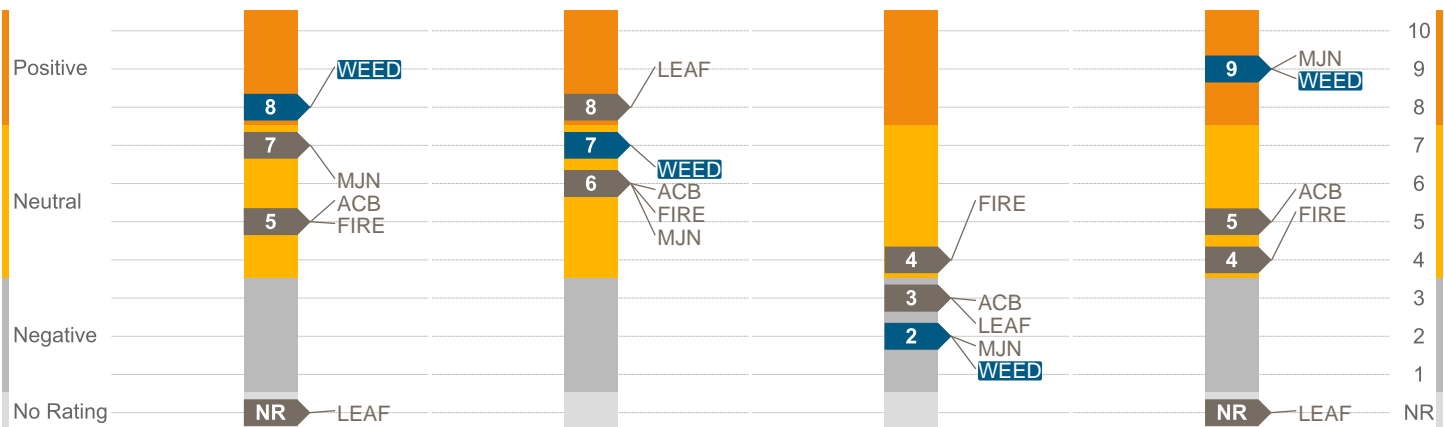 10
Positive
WEED
8
7
MJN
ACB
5
FIRE
NR
LEAF
LEAF
8
7
WEED
6
ACB
FIRE
MJN
FIRE
4
3
ACB
LEAF
2
MJN
WEED
9
MJN
WEED
ACB
5
FIRE
4
NR
LEAF
9
8
7
6
5
4
3
2
1
NR
Neutral
Negative
No Rating